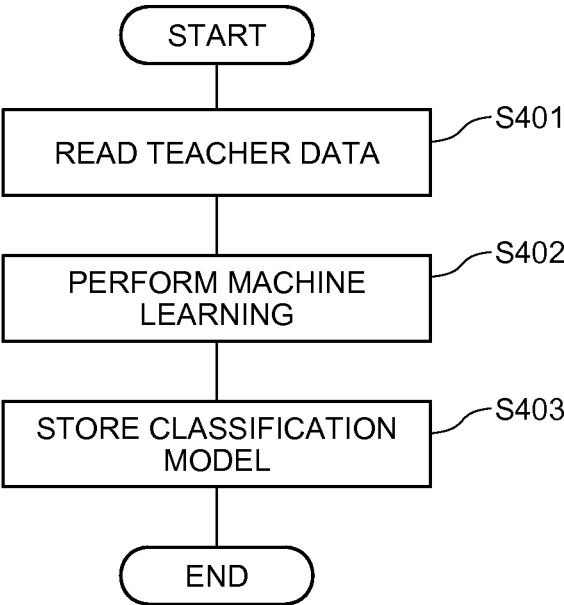 START
READ TEACHER DATA
S401
PERFORM MACHINE
LEARNING
S402
STORE CLASSIFICATION
MODEL
S403
END